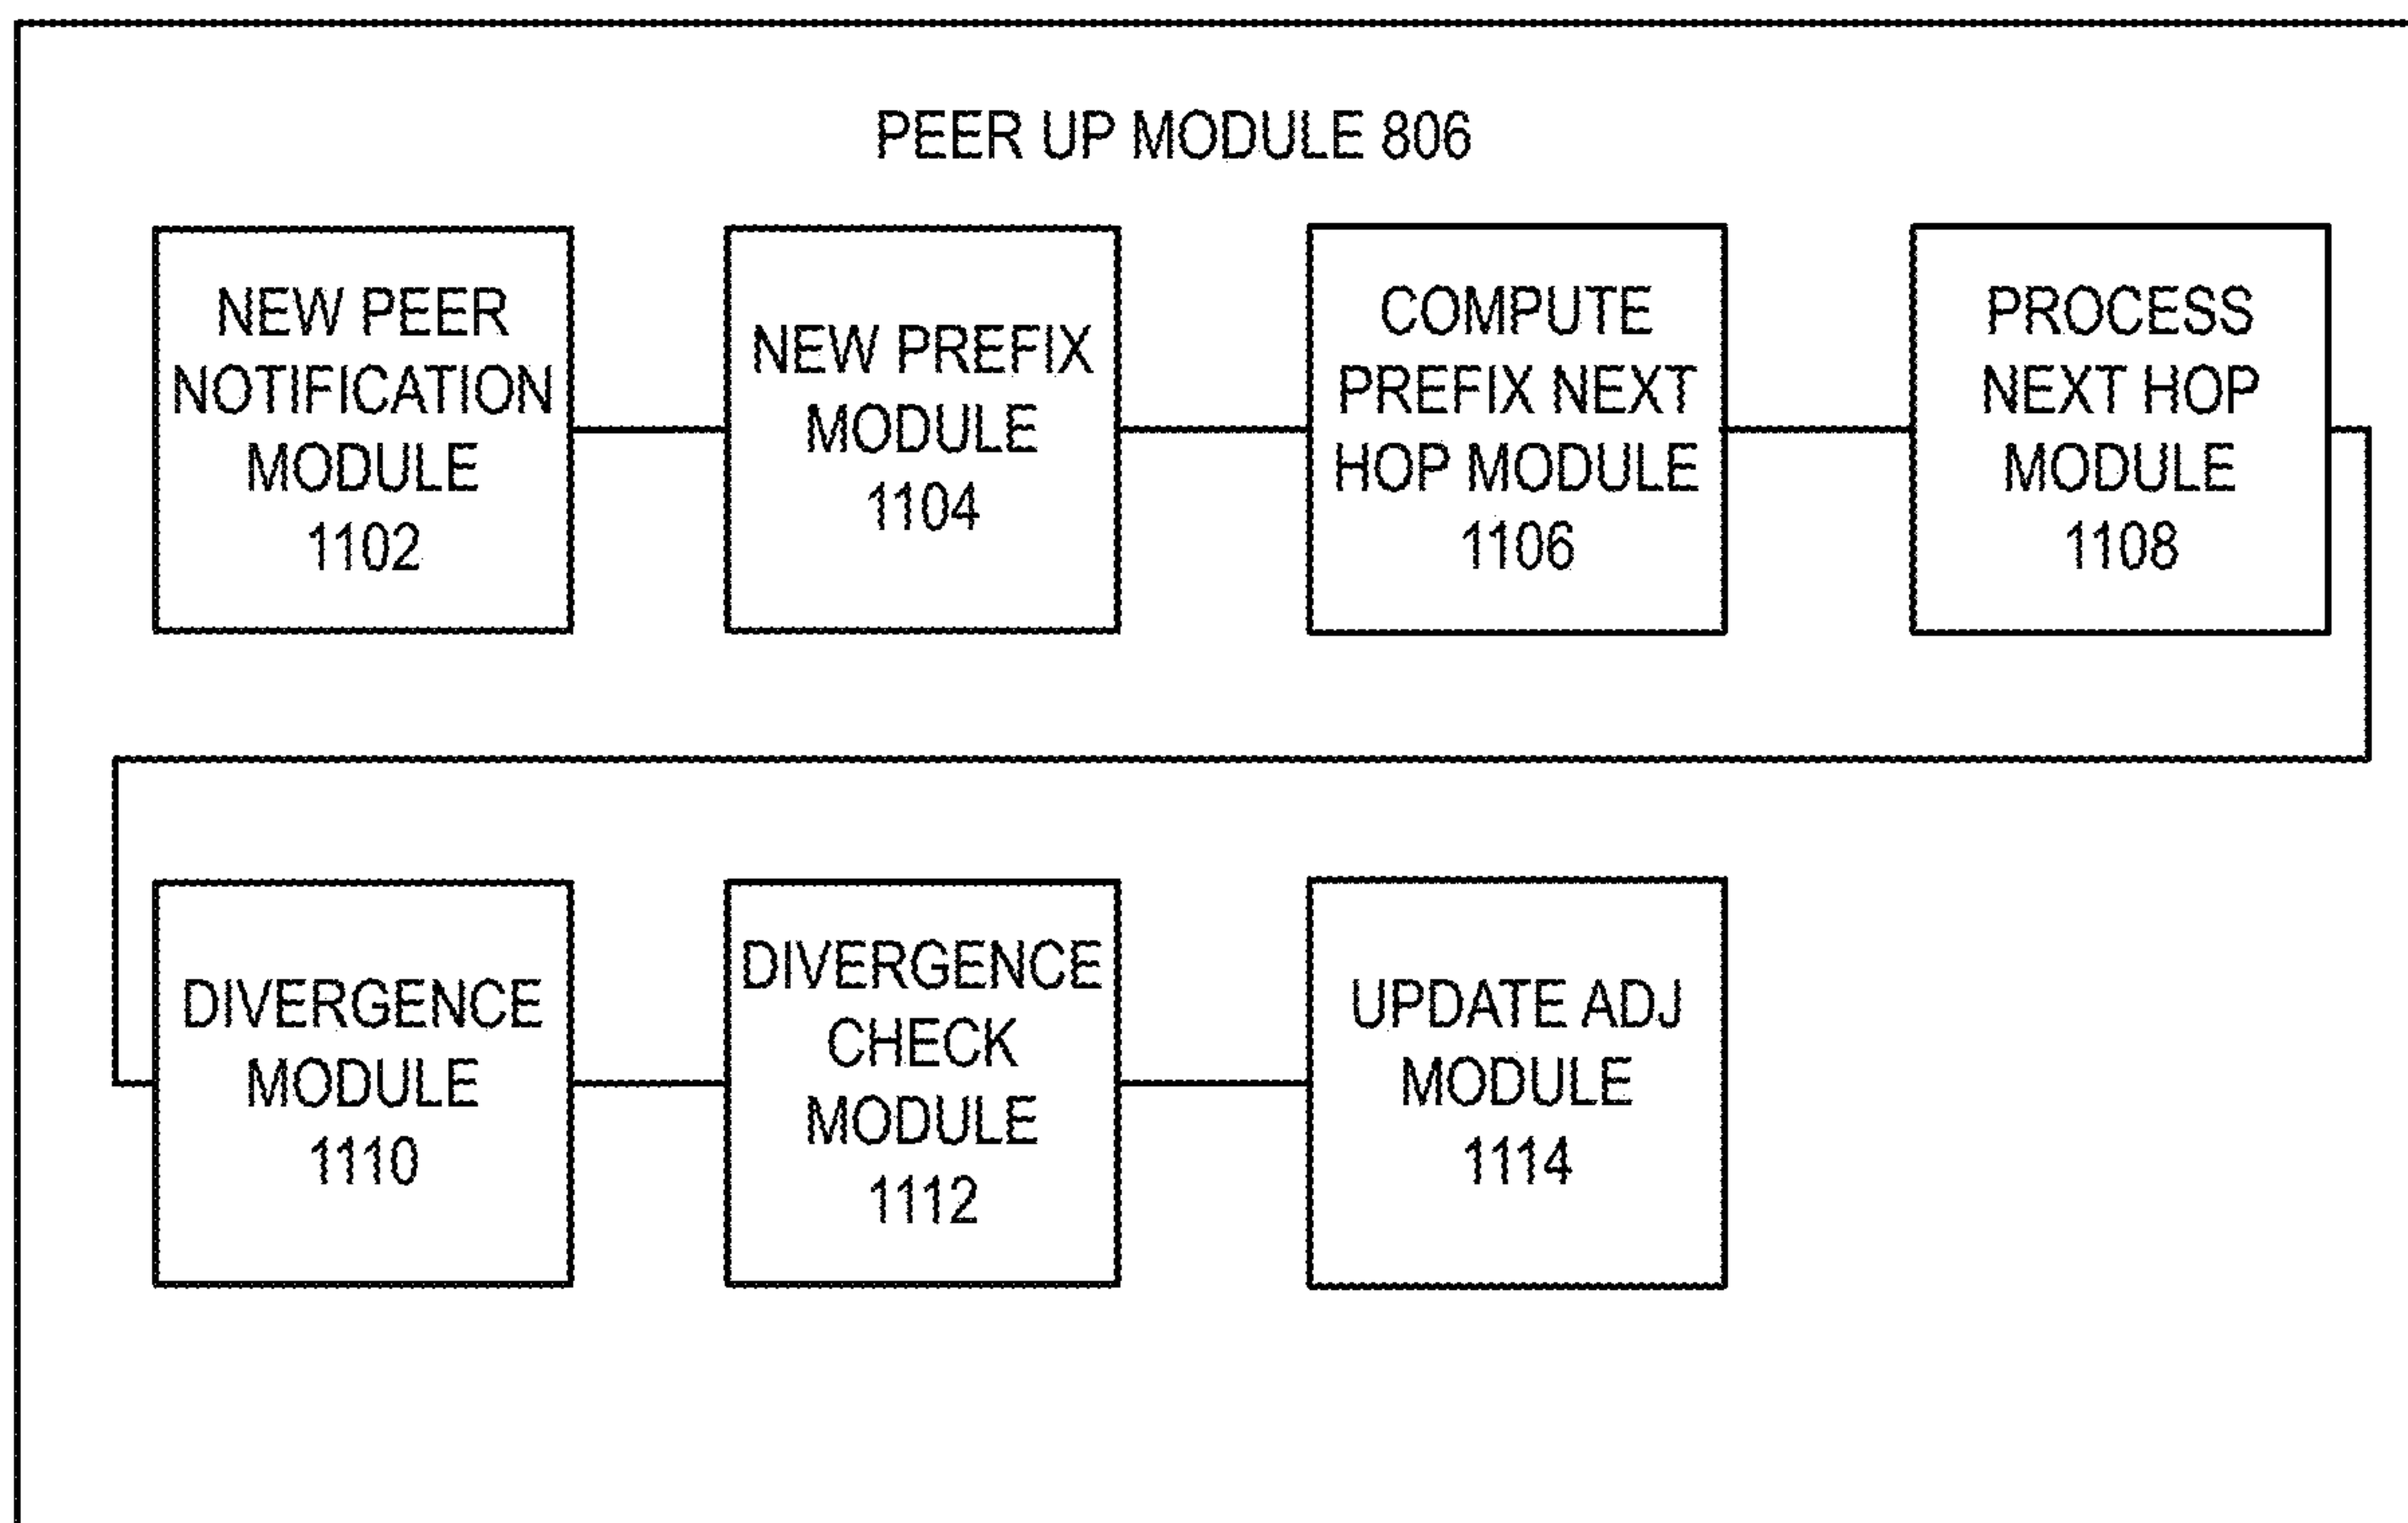 PEER UP MODULE 806
NEW PEER
NOTIFICATION
MODULE
1102
NEW PREFIX
MODULE
1104
COMPUTE
PREFIX NEXT
HOP MODULE
1106
PROCESS
NEXT HOP
MODULE
1108
DIVERGENCE
MODULE
1110
DIVERGENCE
CHECK
MODULE
1112
UPDATE ADJ
MODULE
1114